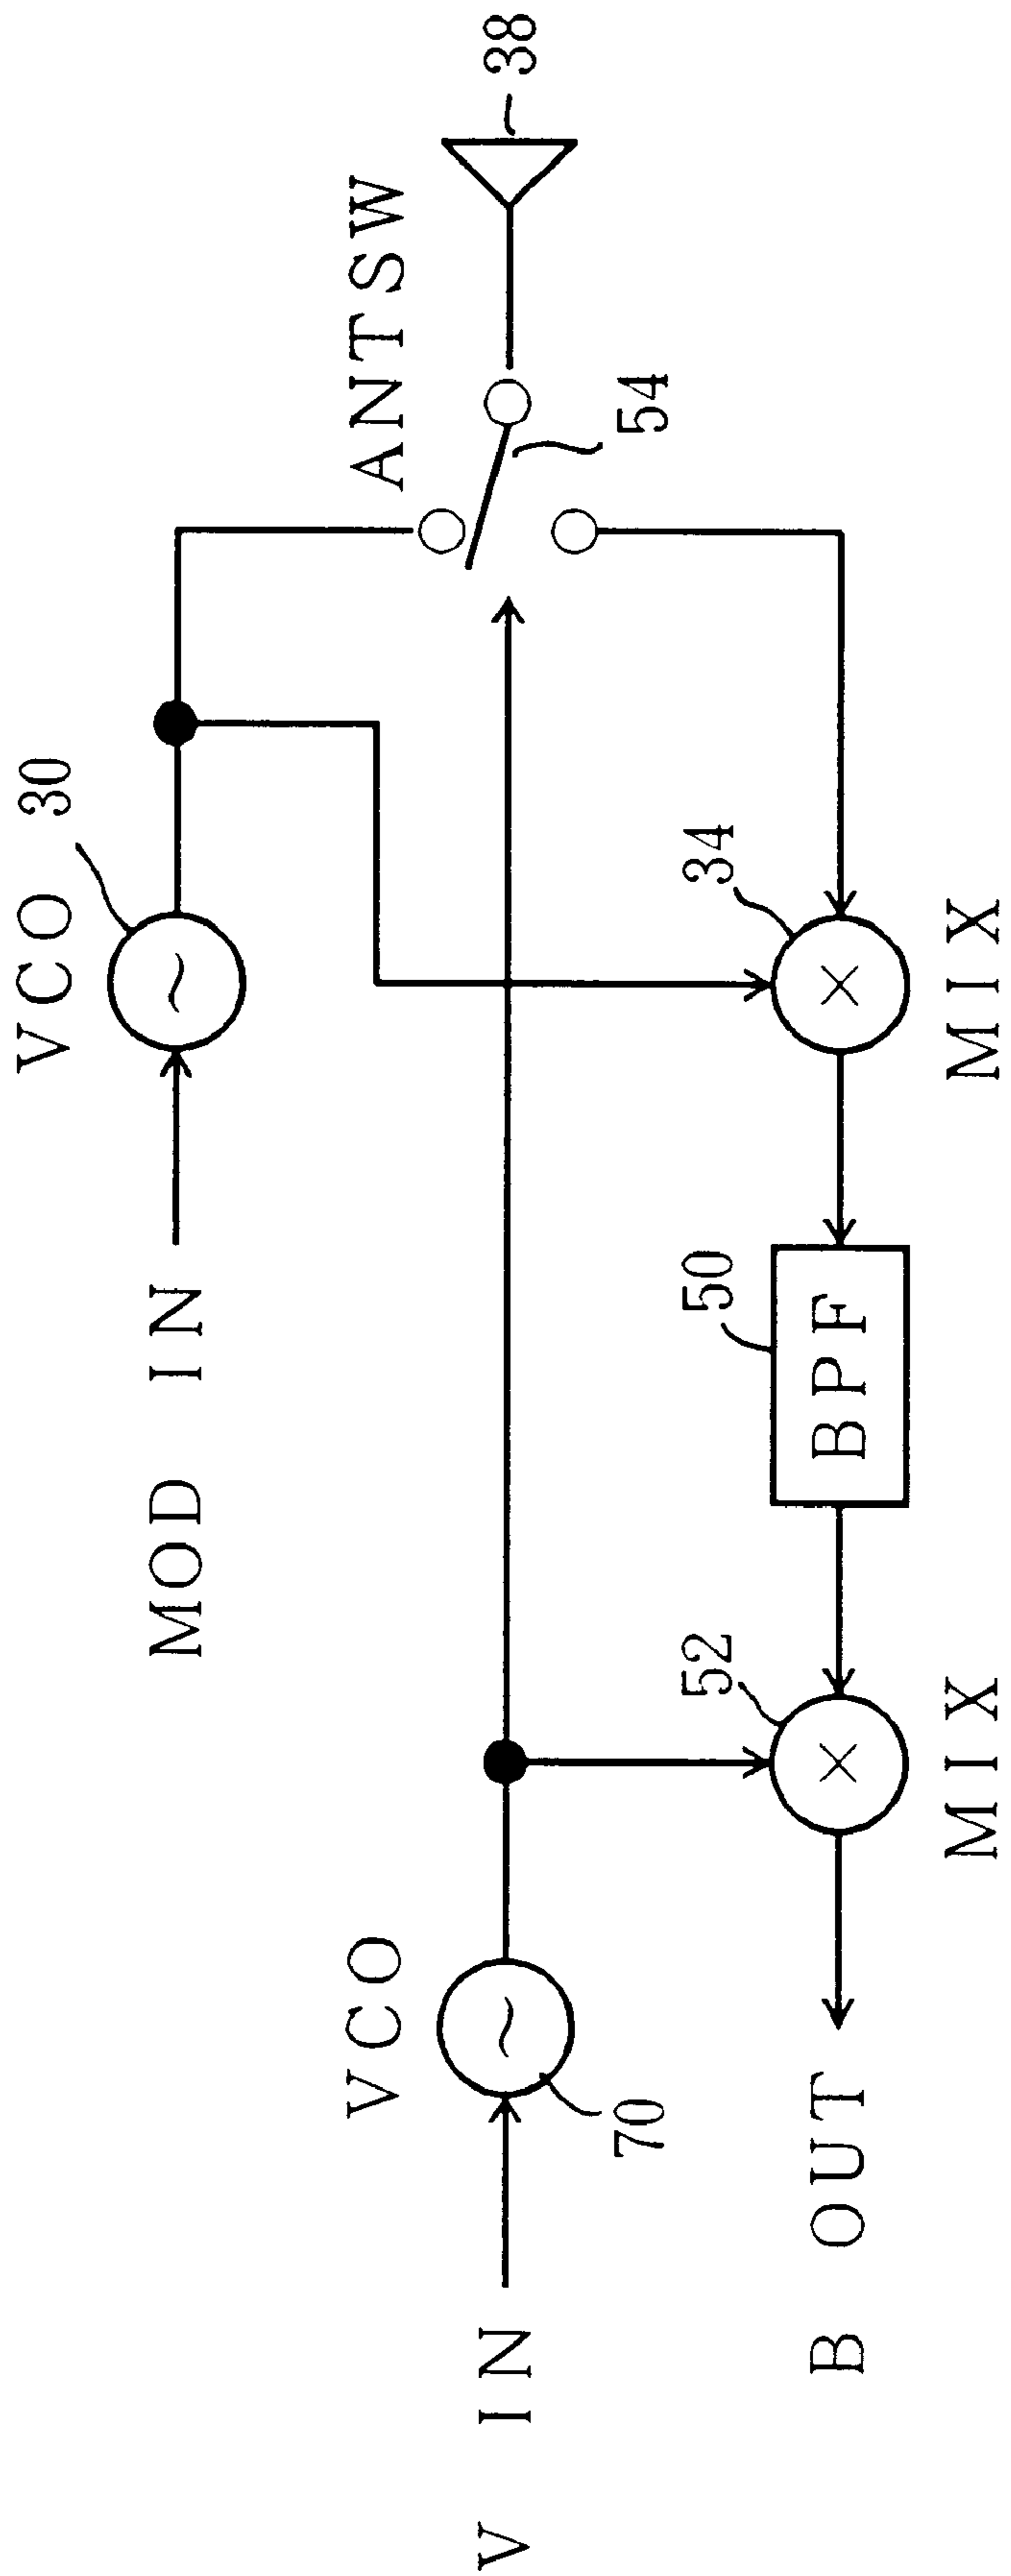 VCO 30
MOD IN
ANTSW
38
54
VCO
70
V IN
34
MIX
50
BPF
52
MIX
B OUT